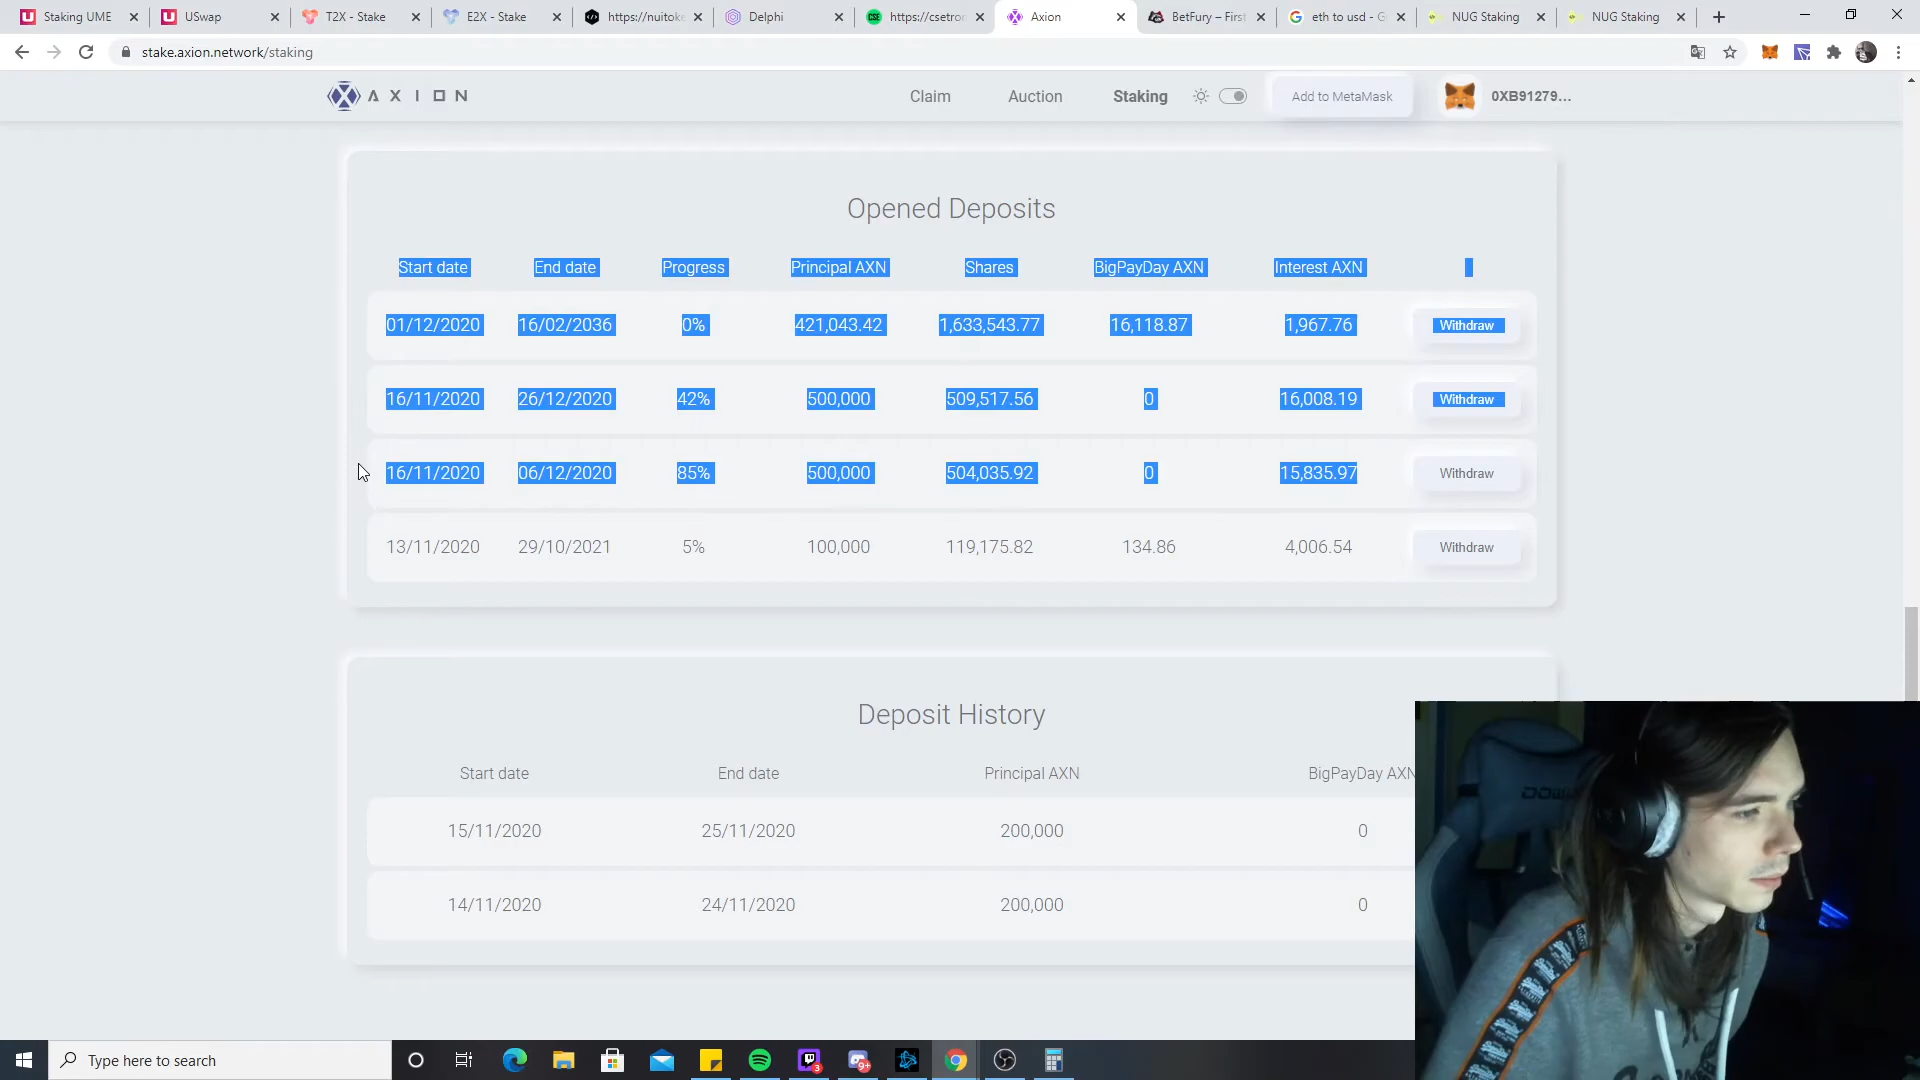 Staking UME
USwap
T2X - Stake
E2X - Stake
https://nuitok
Delphi
https://csetro
Axion
BetFury – First
eth to usd - G
NUG Staking
NUG Staking
stake.axion.network/staking
AXION
Claim
Auction
Staking
Add to MetaMask
0XB91279...
Opened Deposits
Start date End date Progress Principal AXN Shares BigPayDay AXN Interest AXN
01/12/2020 16/02/2036 0% 421,043.42 1,633,543.77 16,118.87 1,967.76 Withdraw
16/11/2020 26/12/2020 42% 500,000 509,517.56 0 16,008.19 Withdraw
16/11/2020 06/12/2020 85% 500,000 504,035.92 0 15,835.97 Withdraw
13/11/2020 29/10/2021 5% 100,000 119,175.82 134.86 4,006.54 Withdraw
Deposit History
Start date End date Principal AXN BigPayDay AXN
15/11/2020 25/11/2020 200,000 0
14/11/2020 24/11/2020 200,000 0
Type here to search
3
9+